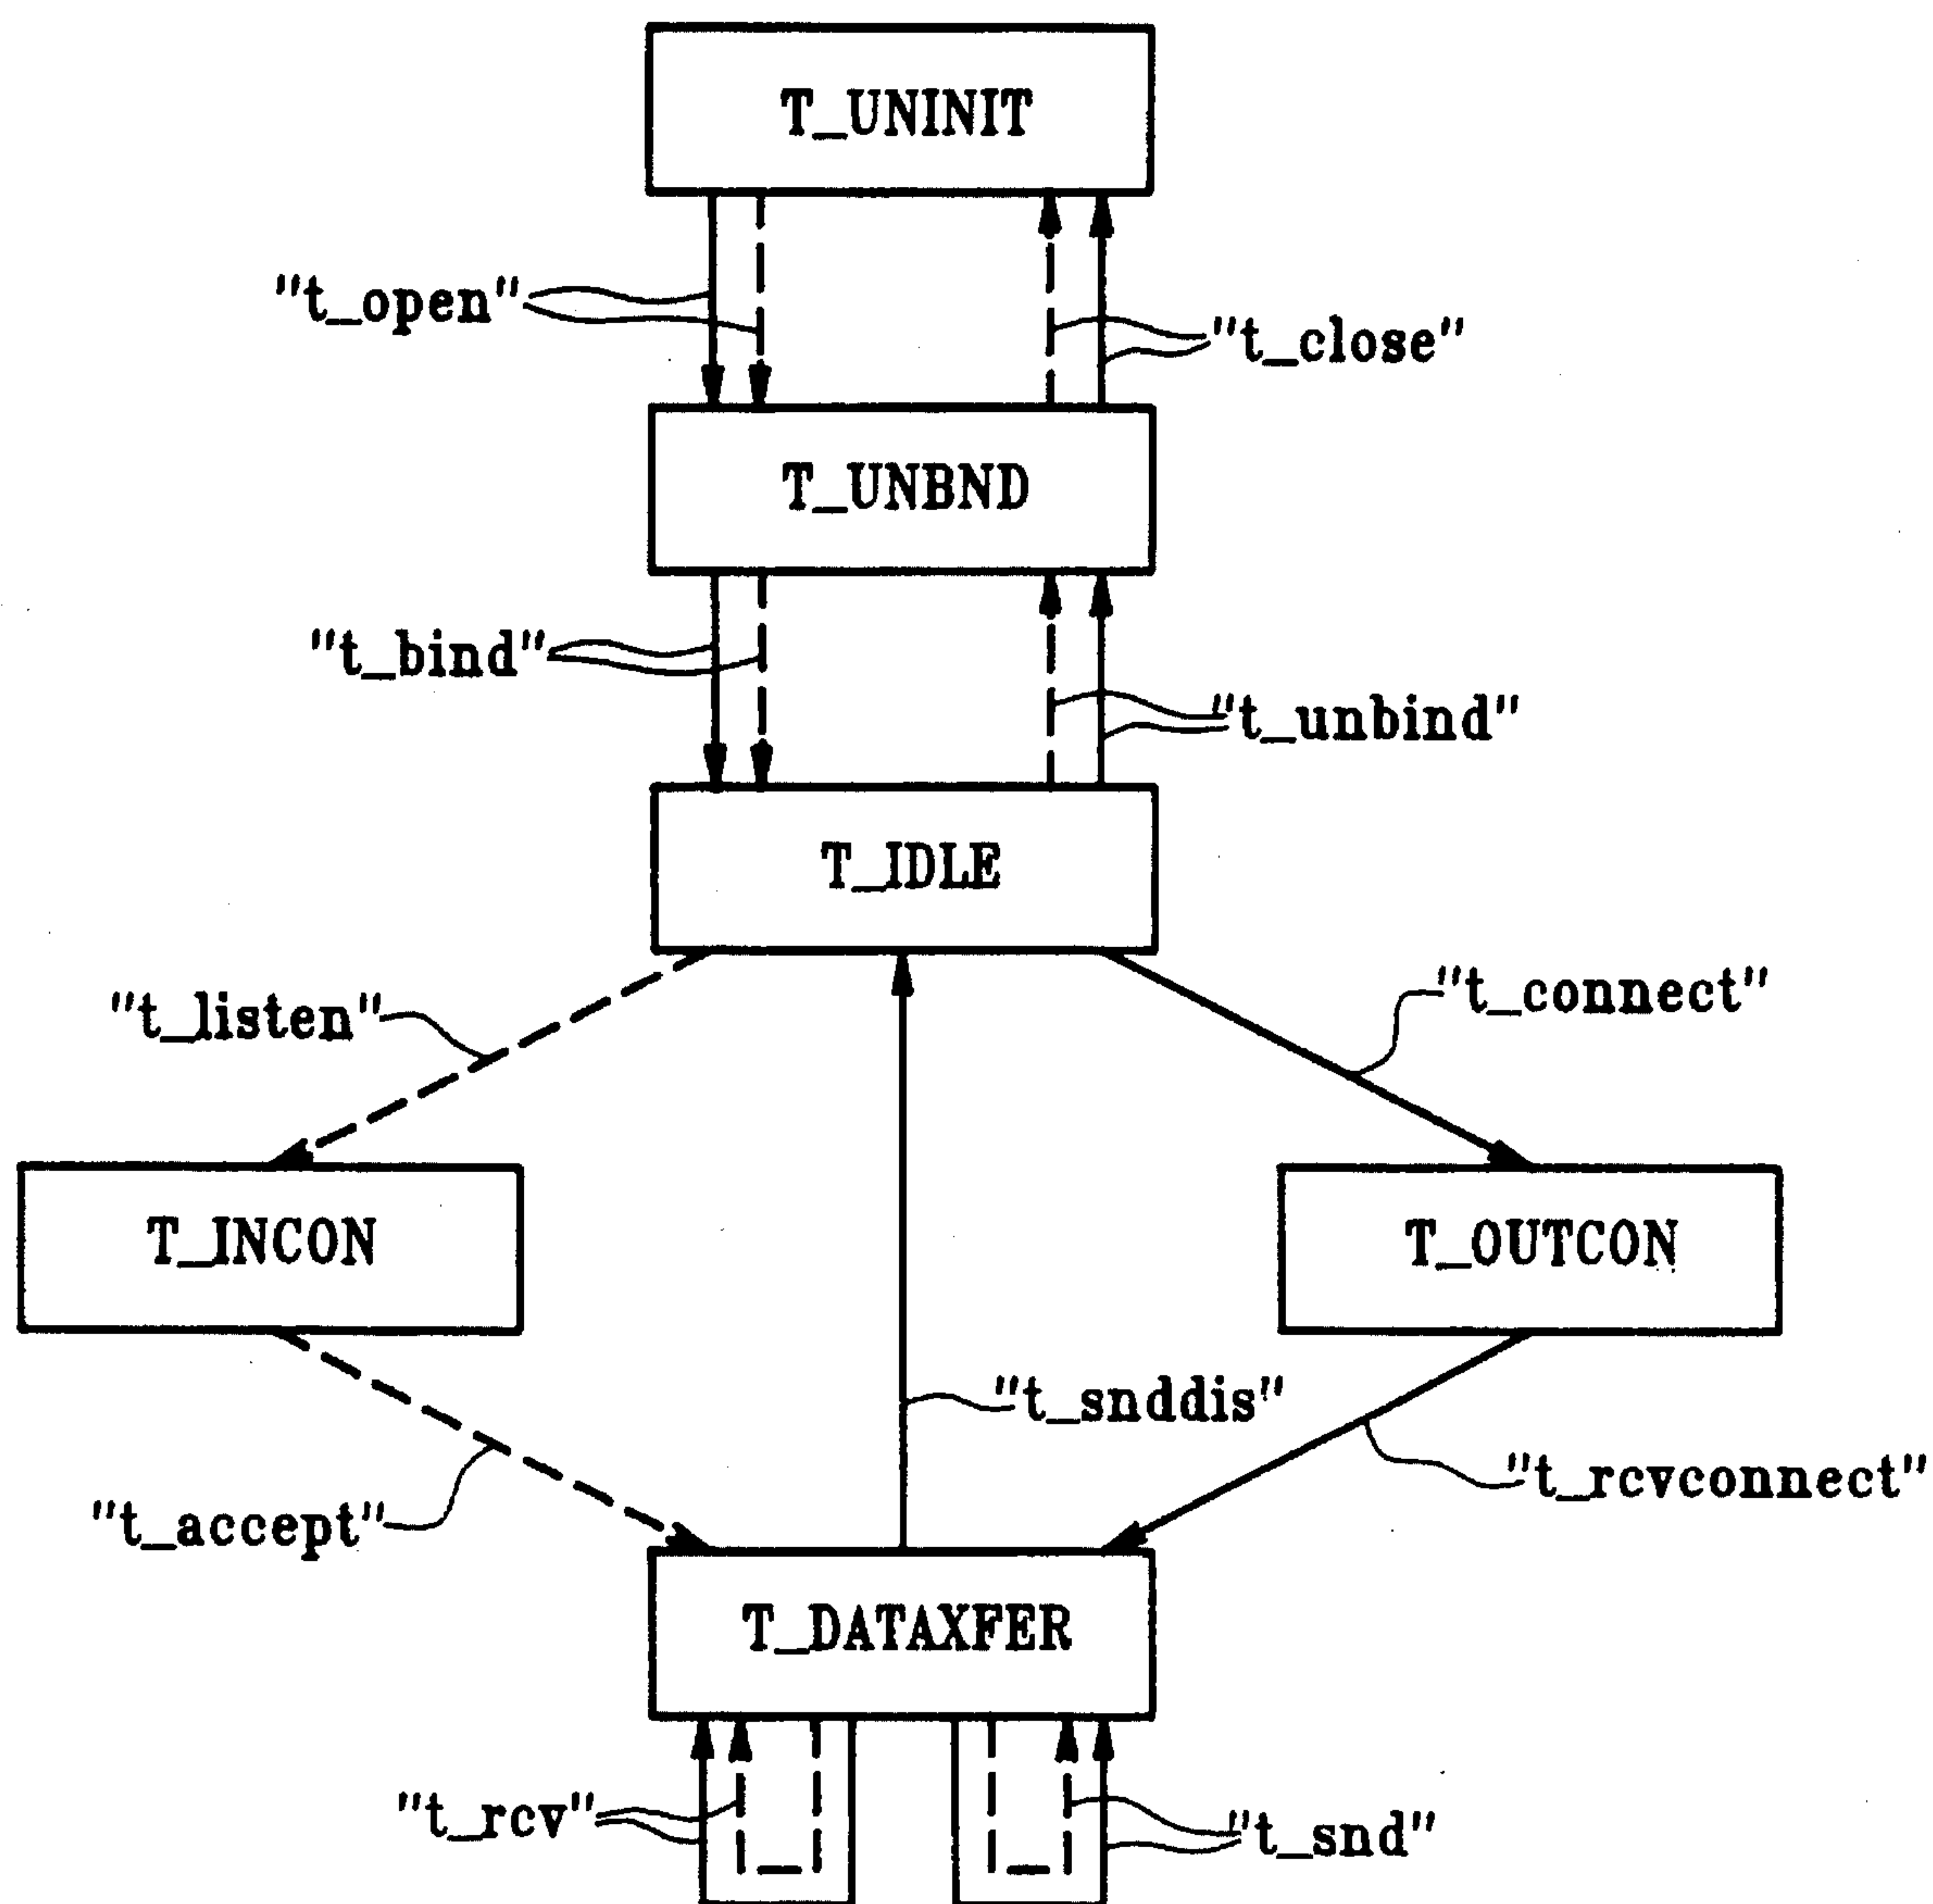 T_UNINIT
"t_open"
"t_close"
T_UNBND
"t_bind"
"t_unbind"
T_IDLE
"t_listen"
"t_connect"
T_INCON
T_OUTCON
"t_snddis"
"t_rcvconnect"
"t_accept"
T_DATAXFER
"t_rcv"
"t_snd"